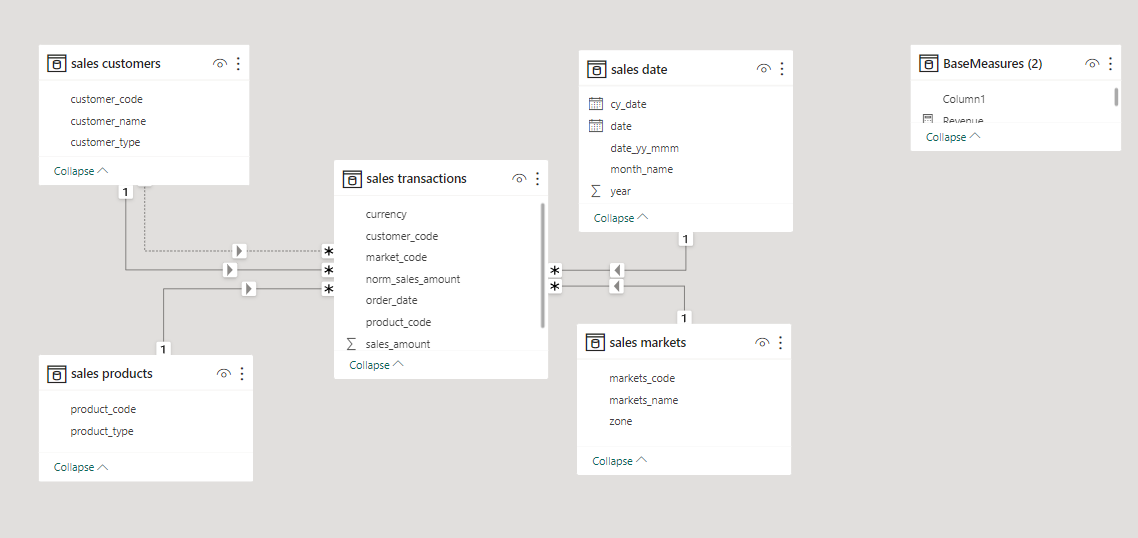 sales customers
customer_code
customer_name
customer_type
Collapse
1
sales transactions
currency
customer_code
market_code
norm_sales_amount
order_date
product_code
∑ sales_amount
Collapse
*
*
*
sales products
product_code
product_type
Collapse
1
sales date
cy_date
date
date_yy_mmm
month_name
∑ year
Collapse
1
*
*
sales markets
markets_code
markets_name
zone
Collapse
1
BaseMeasures (2)
Column1
Revenue
Collapse